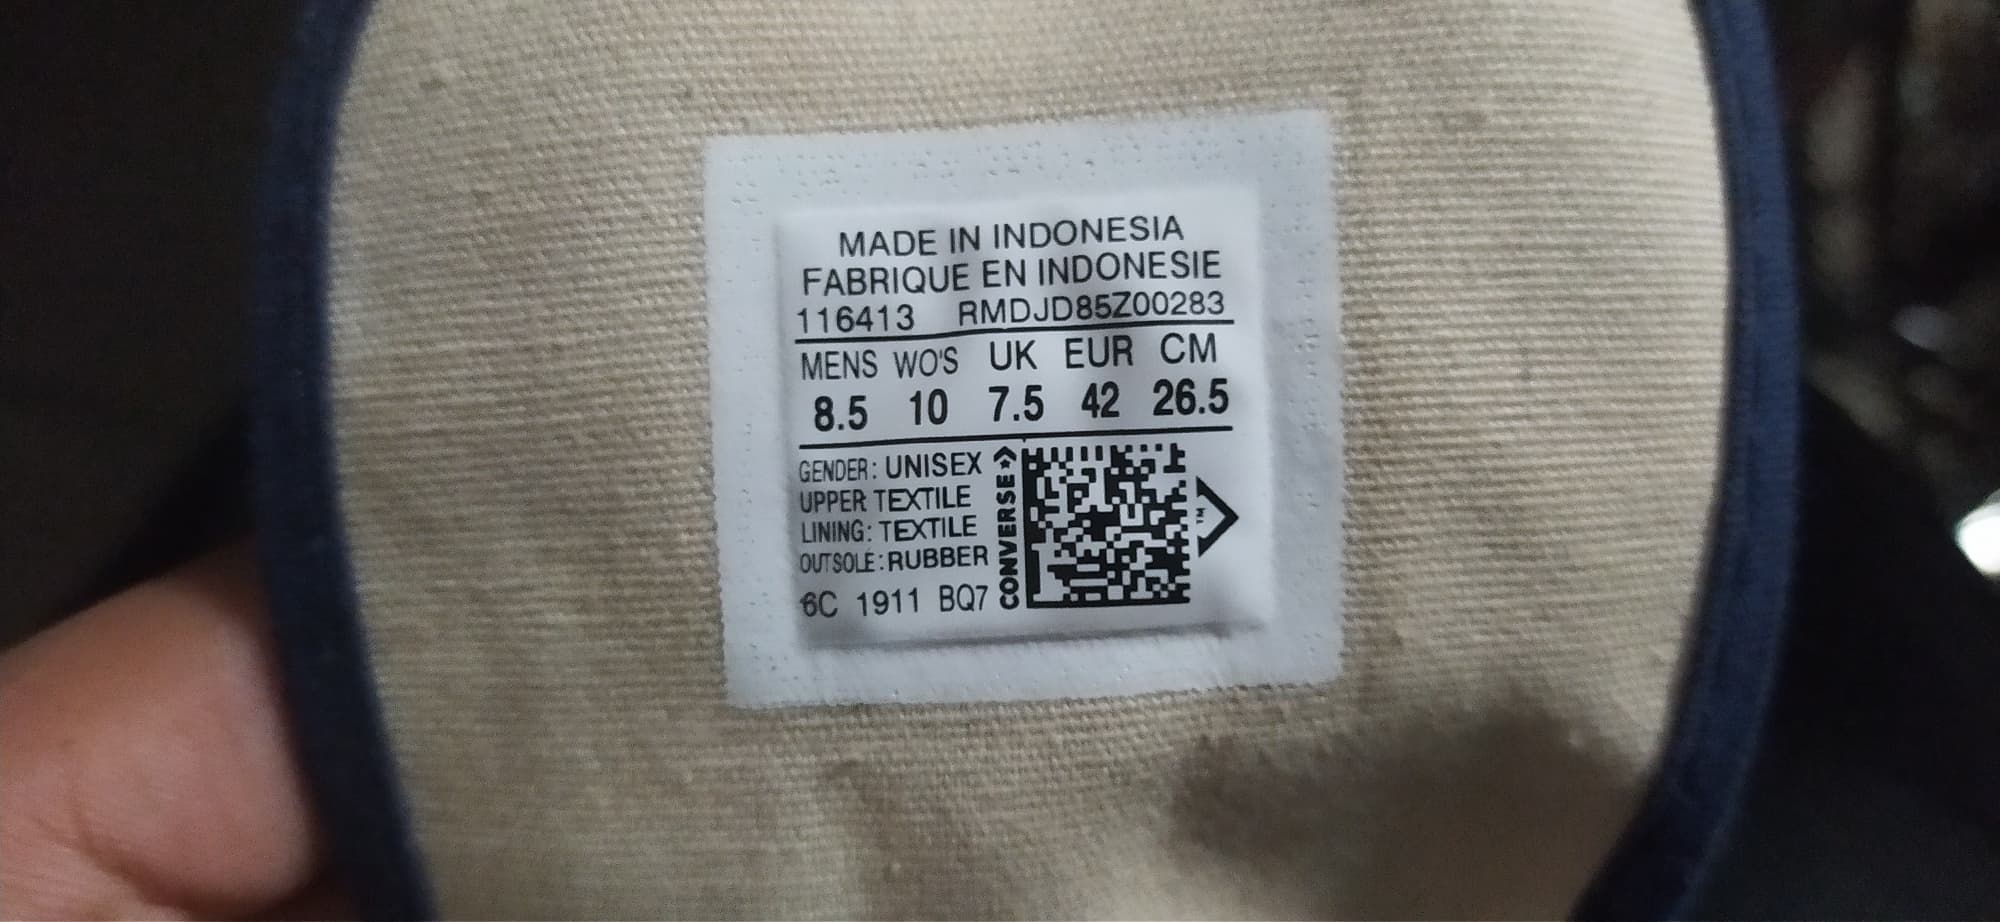 MADE IN INDONESIA
FABRIQUE EN INDONESIE
116413 RMDJD85Z00283
MENS WO'S UK EUR CM
8.5 10 7.5 42 26.5
GENDER: UNISEX
UPPER TEXTILE
LINING: TEXTILE
OUTSOLE: RUBBER
6C 1911 BQ7
CONVERSE
TM